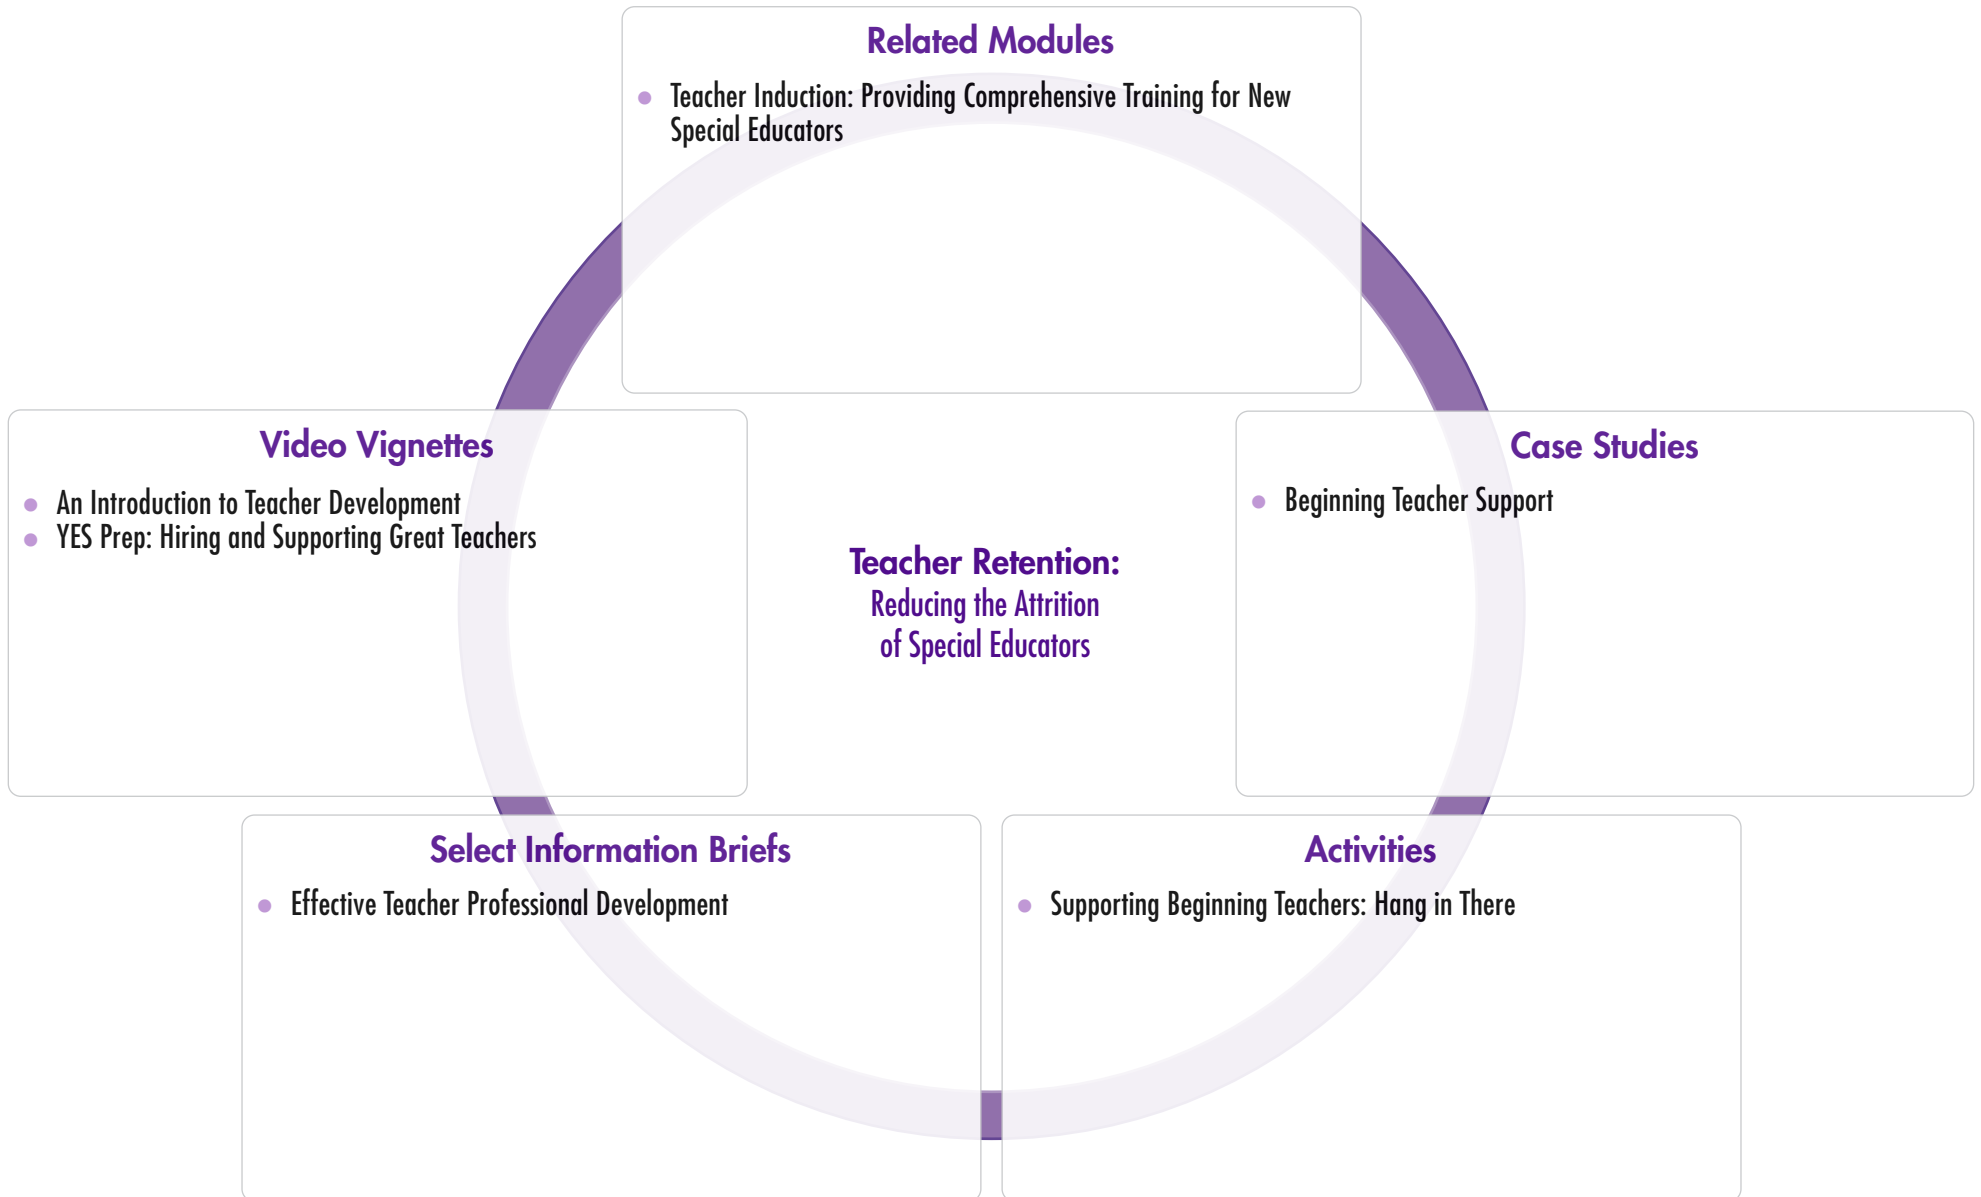 Related Modules
Teacher Induction: Providing Comprehensive Training for New
Special Educators
Video Vignettes
An Introduction to Teacher Development
YES Prep: Hiring and Supporting Great Teachers
Teacher Retention:
Reducing the Attrition
of Special Educators
Case Studies
Beginning Teacher Support
Select Information Briefs
Effective Teacher Professional Development
Activities
Supporting Beginning Teachers: Hang in There